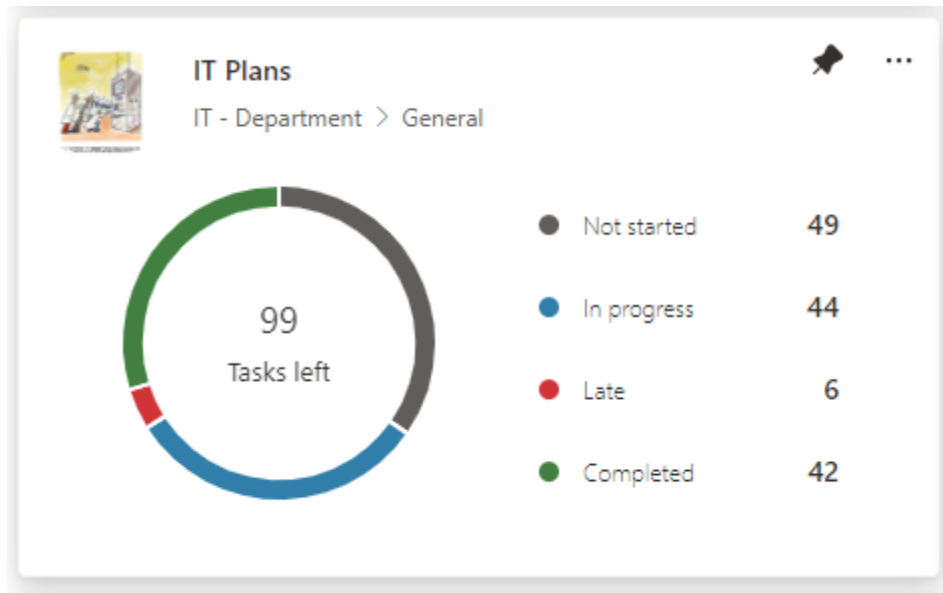 IT Plans
IT - Department > General
99
Tasks left
Not started 49
In progress 44
Late 6
Completed 42